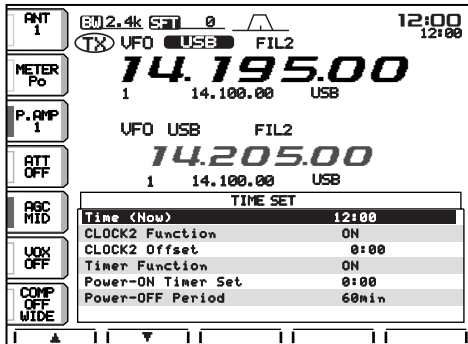 ANT 1
BW 2.4k SFT 0
12:00
12:00
TX VFO USB FIL2
METER Po
14.195.00
1 14.100.00 USB
P.AMP 1
VFO USB FIL2
ATT OFF
14.205.00
1 14.100.00 USB
AGC MID
TIME SET
Time (Now) 12:00
CLOCK2 Function ON
VOX OFF
CLOCK2 Offset 0:00
Timer Function ON
COMP OFF WIDE
Power-ON Timer Set 0:00
Power-OFF Period 60min